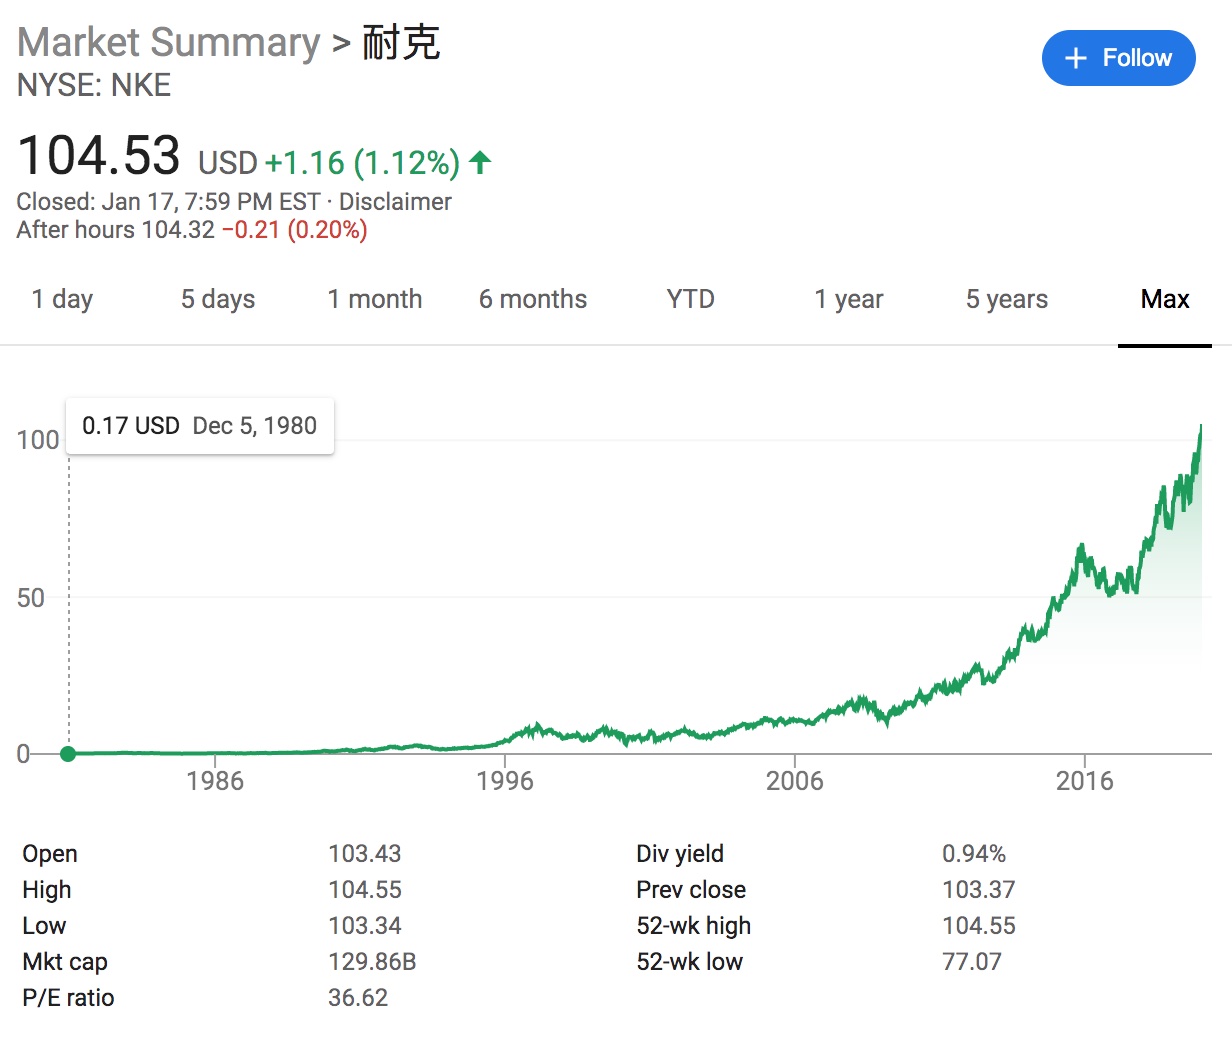 Market Summary > 耐克
NYSE: NKE
+ Follow
104.53 USD +1.16 (1.12%)
Closed: Jan 17, 7:59 PM EST · Disclaimer
After hours 104.32 −0.21 (0.20%)
1 day 5 days 1 month 6 months YTD 1 year 5 years Max
0.17 USD Dec 5, 1980
100
50
0
1986 1996 2006 2016
Open 103.43
High 104.55
Low 103.34
Mkt cap 129.86B
P/E ratio 36.62
Div yield 0.94%
Prev close 103.37
52-wk high 104.55
52-wk low 77.07